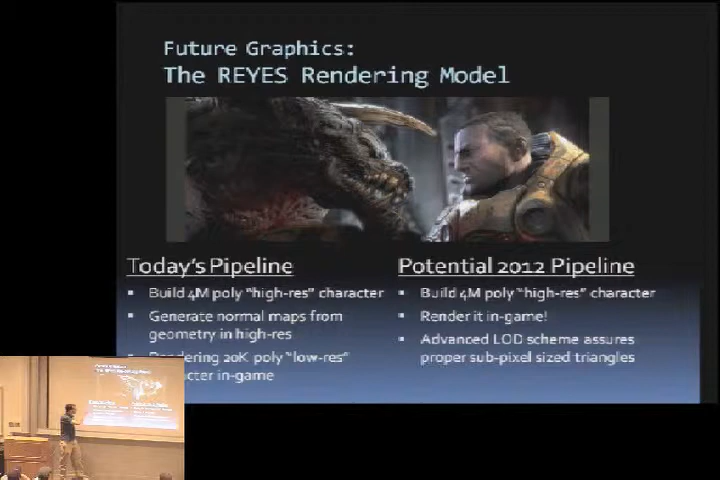 Future Graphics:
The REYES Rendering Model
Today's Pipeline
▪ Build 4M poly "high-res" character
▪ Generate normal maps from
geometry in high-res
Rendering 20K poly "low-res"
in-game
Potential 2012 Pipeline
▪ Build 4M poly "high-res" character
▪ Render it in-game!
▪ Advanced LOD scheme assures
proper sub-pixel sized triangles